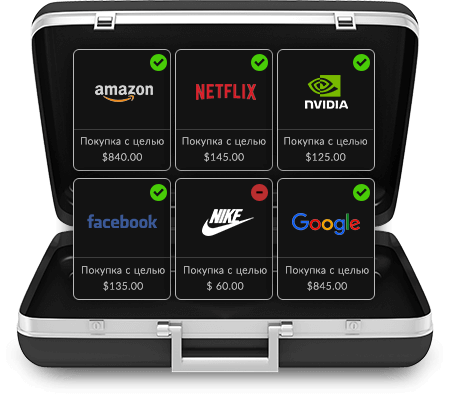 amazon
Покупка с целью
$840.00
NETFLIX
Покупка с целью
$145.00
NVIDIA
Покупка с целью
$125.00
facebook
Покупка с целью
$135.00
NIKE
Покупка с целью
$ 60.00
Google
Покупка с целью
$845.00